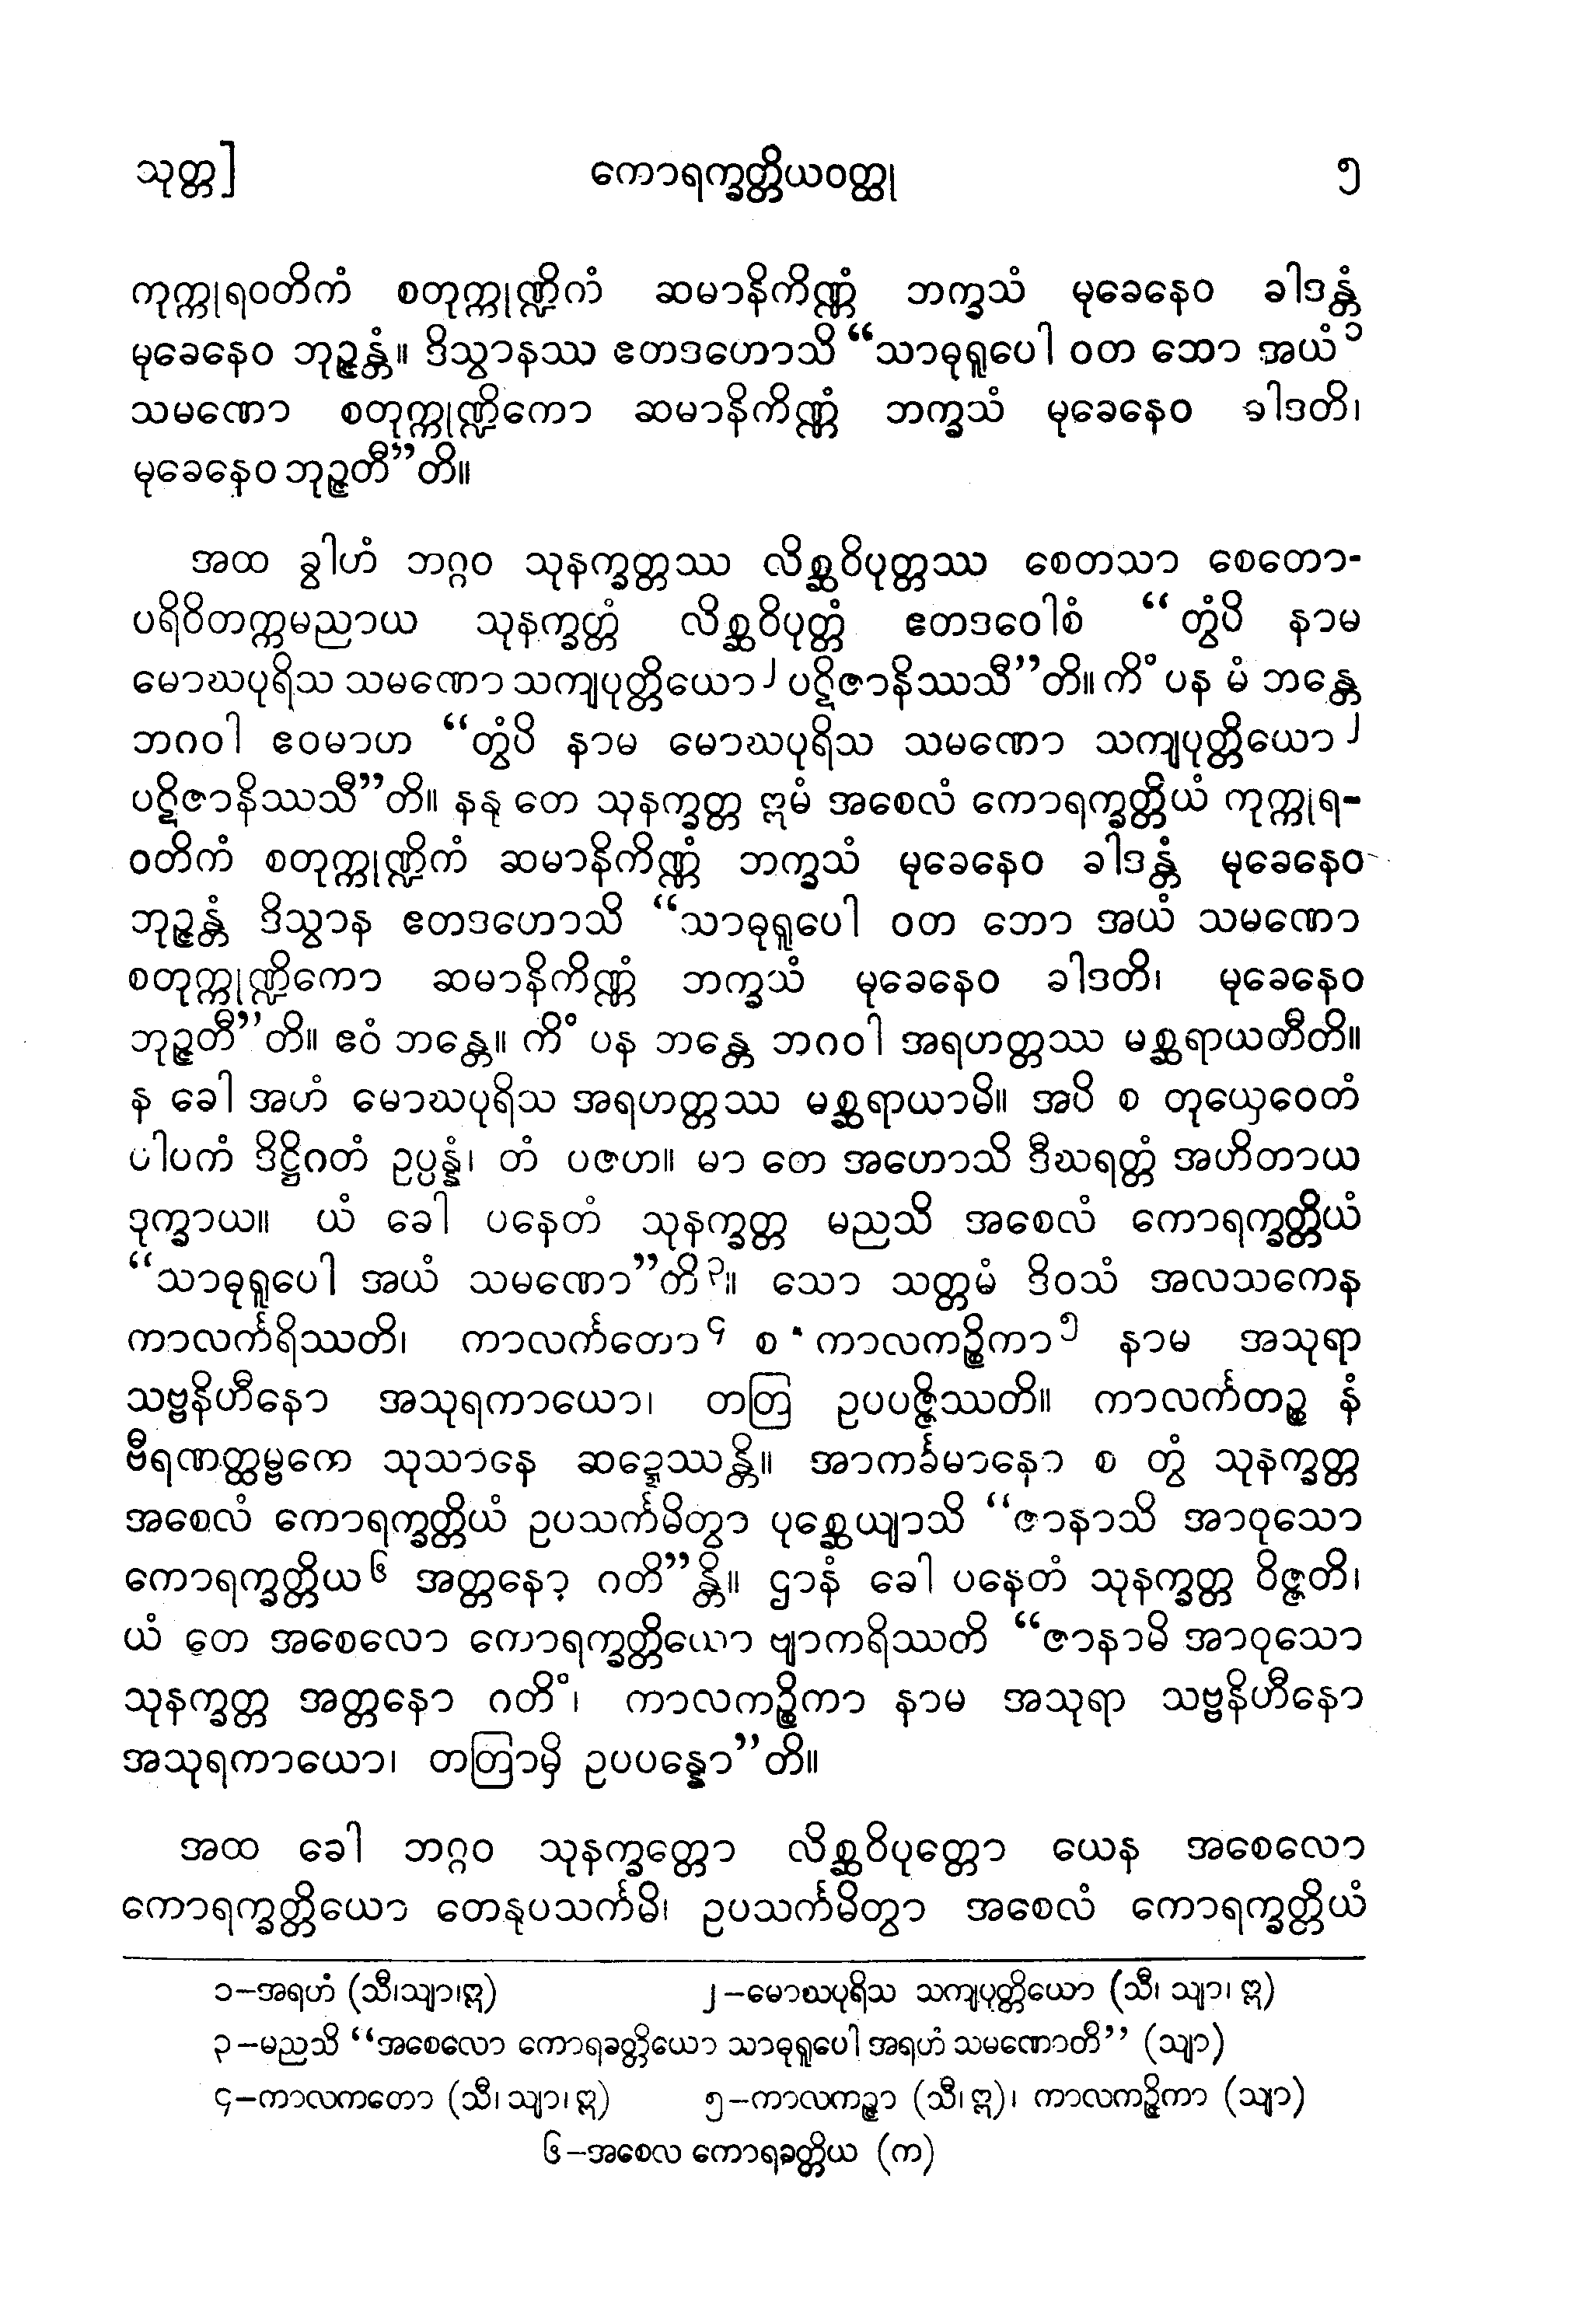 သုတ္တ]	ကောရက္ခတ္တိယဝတ္ထု	၅
ကုက္ကုရဝတိကံ စတုက္ကုဏ္ဍိကံ ဆမာနိကိဏ္ဏံ ဘက္ခသံ မုခေနေဝ ခါဒန္တံ
မုခေနေဝ ဘုဉ္ဇန္တံ။ ဒိသွာနဿ ဧတဒဟောသိ “သာဓုရူပေါ ဝတ ဘော အယံ၁
သမဏော စတုက္ကုဏ္ဍိကော ဆမာနိကိဏ္ဏံ ဘက္ခသံ မုခေနေဝ ခါဒတိ၊
မုခေနေဝ ဘုဉ္ဇတီ”တိ။
အထ ခွါဟံ ဘဂ္ဂဝ သုနက္ခတ္တဿ လိစ္ဆဝိပုတ္တဿ စေတသာ စေတော-
ပရိဝိတက္ကမညာယ သုနက္ခတ္တံ လိစ္ဆဝိပုတ္တံ ဧတဒဝေါစံ “တွံပိ နာမ
မောဃပုရိသ သမဏော သကျပုတ္တိယော၂ ပဋိဇာနိဿသီ”တိ။ ကိံ ပန မံ ဘန္တေ
ဘဂဝါ ဧဝမာဟ “တွံပိ နာမ မောဃပုရိသ သမဏော သကျပုတ္တိယော၂
ပဋိဇာနိဿသီ”တိ။ နနု တေ သုနက္ခတ္တ ဣမံ အစေလံ ကောရက္ခတ္တိယံ ကုက္ကုရ-
ဝတိကံ စတုက္ကုဏ္ဍိကံ ဆမာနိကိဏ္ဏံ ဘက္ခသံ မုခေနေဝ ခါဒန္တံ မုခေနေဝ
ဘုဉ္ဇန္တံ ဒိသွာန ဧတဒဟောသိ “သာဓုရူပေါ ဝတ ဘော အယံ သမဏော
စတုက္ကုဏ္ဍိကော ဆမာနိကိဏ္ဏံ ဘက္ခသံ မုခေနေဝ ခါဒတိ၊ မုခေနေဝ
ဘုဉ္ဇတီ”တိ။ ဧဝံ ဘန္တေ။ ကိံ ပန ဘန္တေ ဘဂဝါ အရဟတ္တဿ မစ္ဆရာယတီတိ။
န ခေါ အဟံ မောဃပုရိသ အရဟတ္တဿ မစ္ဆရာယာမိ။ အပိ စ တုယှေဝေတံ
ပါပကံ ဒိဋ္ဌိဂတံ ဥပ္ပန္နံ၊ တံ ပဇဟ။ မာ တေ အဟောသိ ဒီဃရတ္တံ အဟိတာယ
ဒုက္ခာယ။ ယံ ခေါ ပနေတံ သုနက္ခတ္တ မညသိ အစေလံ ကောရက္ခတ္တိယံ
“သာဓုရူပေါ အယံ သမဏော”တိ၃။ သော သတ္တမံ ဒိဝသံ အလသကေန
ကာလင်္ကရိဿတိ၊ ကာလင်္ကတော၄ စ ကာလကဉ္စိကာ၅ နာမ အသုရာ
သဗ္ဗနိဟီနော အသုရကာယော၊ တတြ ဥပပဇ္ဇိဿတိ။ ကာလင်္ကတဉ္စ နံ
ဗီရဏတ္ထမ္ဗကေ သုသာနေ ဆဍ္ဍေဿန္တိ။ အာကင်္ခမာနော စ တွံ သုနက္ခတ္တ
အစေလံ ကောရက္ခတ္တိယံ ဥပသင်္ကမိတွာ ပုစ္ဆေယျာသိ “ဇာနာသိ အာဝုသော
ကောရက္ခတ္တိယ၆ အတ္တနော ဂတိ”န္တိ။ ဌာနံ ခေါ ပနေတံ သုနက္ခတ္တ ဝိဇ္ဇတိ၊
ယံ တေ အစေလော ကောရက္ခတ္တိယော ဗျာကရိဿတိ “ဇာနာမိ အာဝုသော
သုနက္ခတ္တ အတ္တနော ဂတိံ၊ ကာလကဉ္စိကာ နာမ အသုရာ သဗ္ဗနိဟီနော
အသုရကာယော၊ တတြာမှိ ဥပပန္နော”တိ။
အထ ခေါ ဘဂ္ဂဝ သုနက္ခတ္တော လိစ္ဆဝိပုတ္တော ယေန အစေလော
ကောရက္ခတ္တိယော တေနုပသင်္ကမိ၊ ဥပသင်္ကမိတွာ အစေလံ ကောရက္ခတ္တိယံ
၁–အရဟံ (သီ၊သျာ၊ဣ)	၂–မောဃပုရိသ သကျပုတ္တိယော (သီ၊ သျာ၊ ဣ)
၃–မညသိ “အစေလော ကောရခတ္တိယော သာဓုရူပေါ အရဟံ သမဏောတိ” (သျာ)
၄–ကာလကတော (သီ၊ သျာ၊ ဣ)	၅–ကာလကဉ္ဇာ (သီ၊ ဣ)၊ ကာလကဉ္ဇိကာ (သျာ)
၆–အစေလ ကောရခတ္တိယ (က)